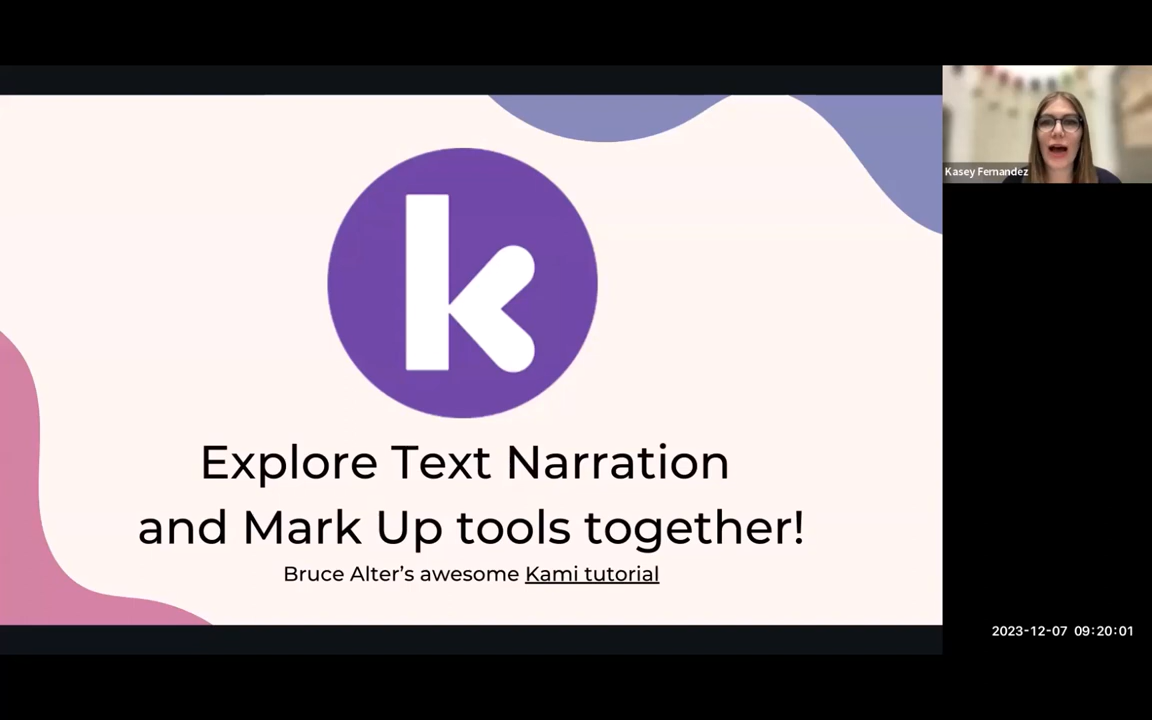 Kasey Fernandez
k
Explore Text Narration
and Mark Up tools together!
Bruce Alter’s awesome Kami tutorial
2023-12-07 09:20:01